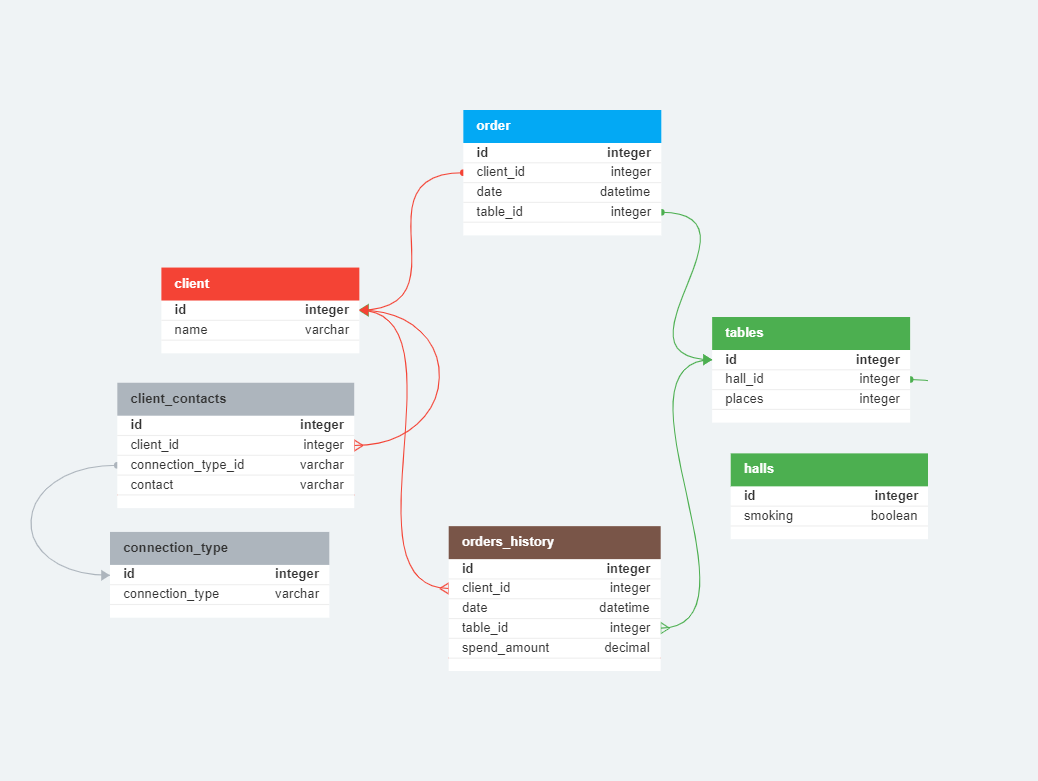 order
id integer
client_id integer
date datetime
table_id integer
client
id integer
name varchar
tables
id integer
hall_id integer
places integer
client_contacts
id integer
client_id integer
connection_type_id varchar
contact varchar
halls
id integer
smoking boolean
connection_type
id integer
connection_type varchar
orders_history
id integer
client_id integer
date datetime
table_id integer
spend_amount decimal